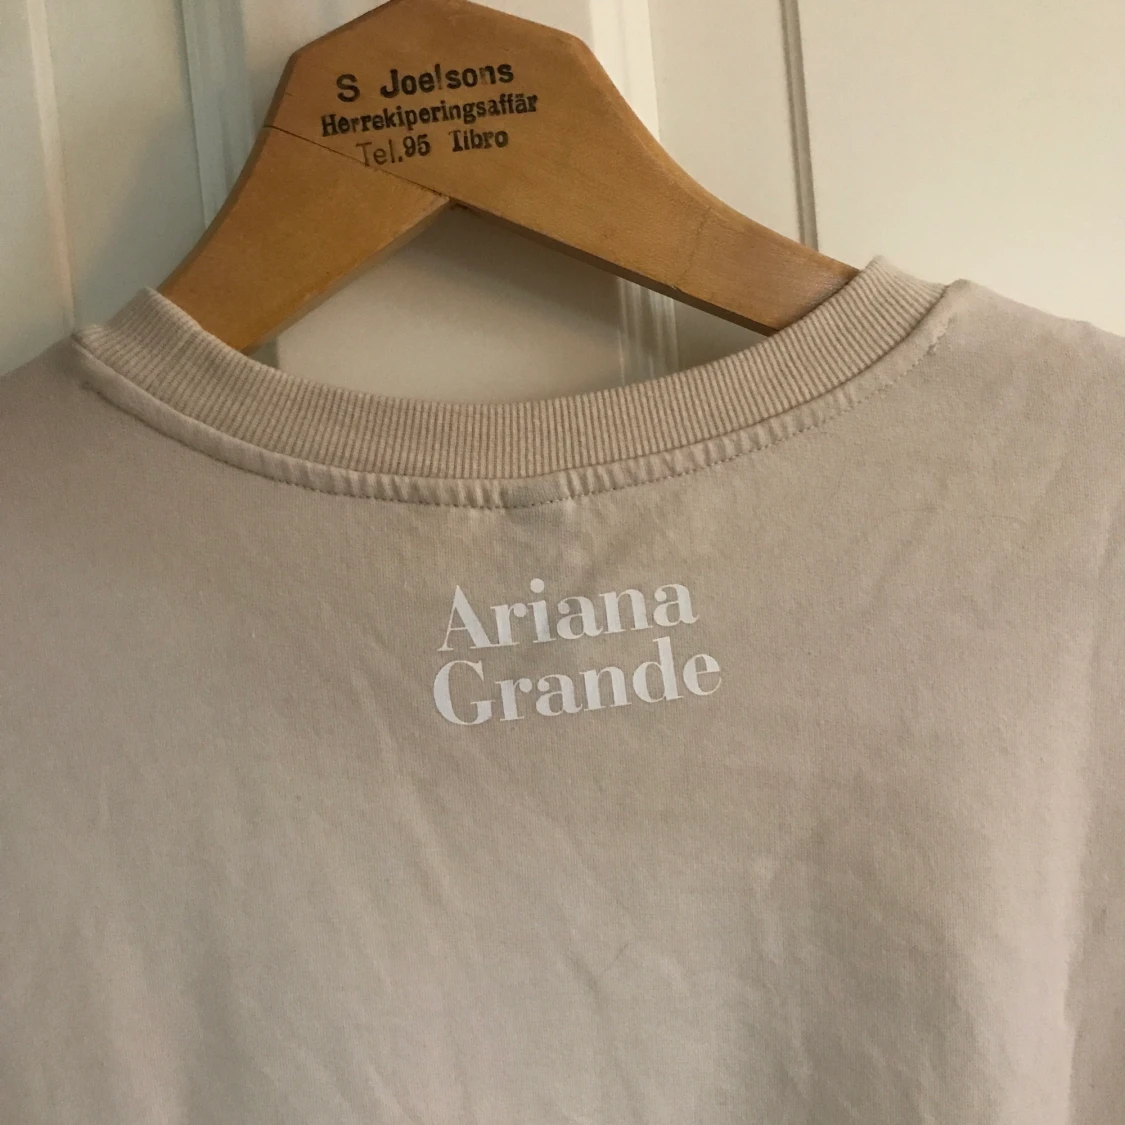 S Joelsons
Herrekiperingsaffär
Tel.95 Tibro
Ariana
Grande